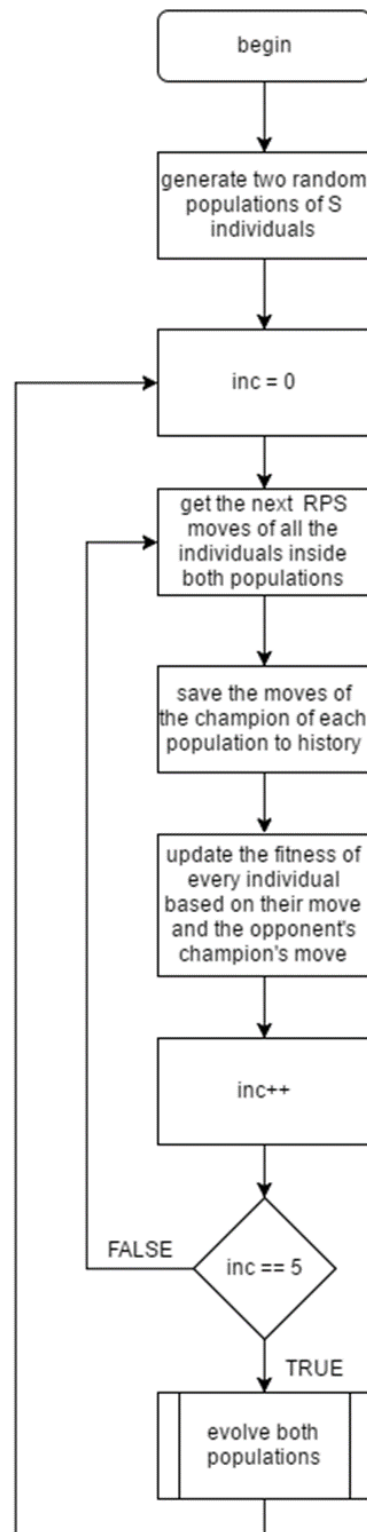 begin
generate two random
populations of S
individuals
inc = 0
get the next RPS
moves of all the
individuals inside
both populations
save the moves of
the champion of each
population to history
update the fitness of
every individual
based on their move
and the opponent's
champion's move
inc++
FALSE
inc == 5
TRUE
evolve both
populations